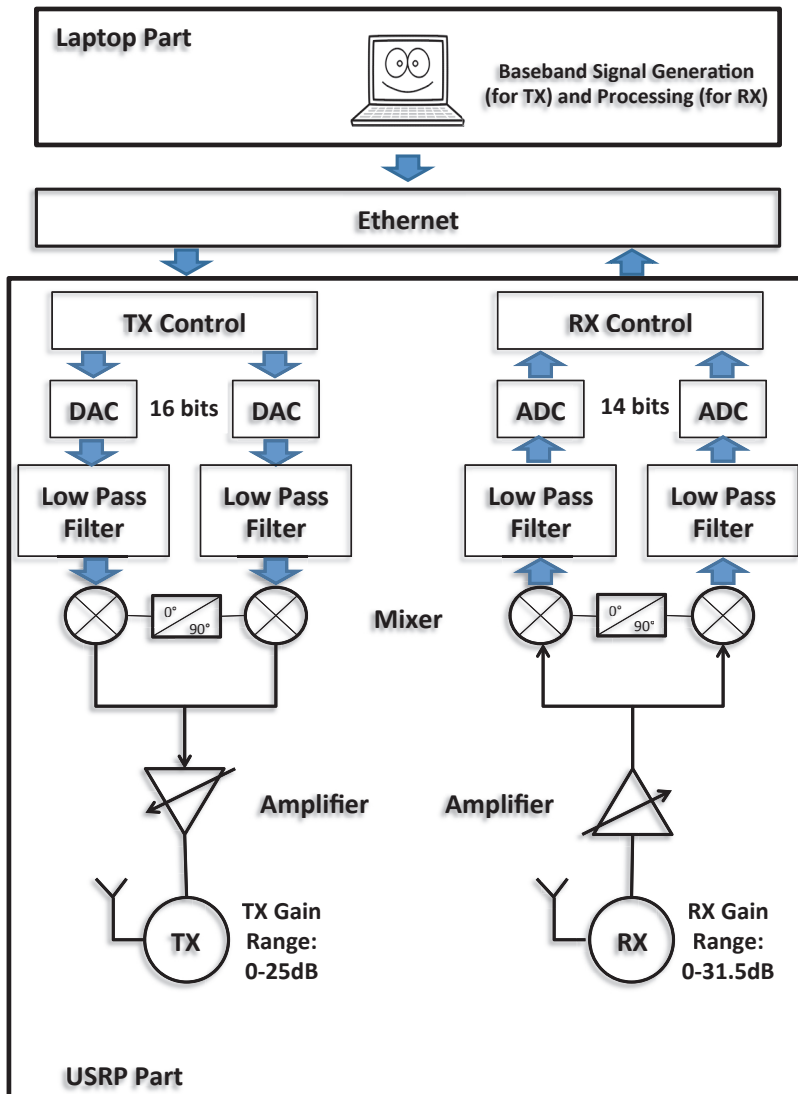 Laptop Part
Baseband Signal Generation
(for TX) and Processing (for RX)
Ethernet
TX Control
RX Control
DAC
16 bits
DAC
ADC
14 bits
ADC
Low Pass
Filter
Low Pass
Filter
Low Pass
Filter
Low Pass
Filter
0°
90°
Mixer
0°
90°
Amplifier
Amplifier
TX
TX Gain
Range:
0-25dB
RX
RX Gain
Range:
0-31.5dB
USRP Part